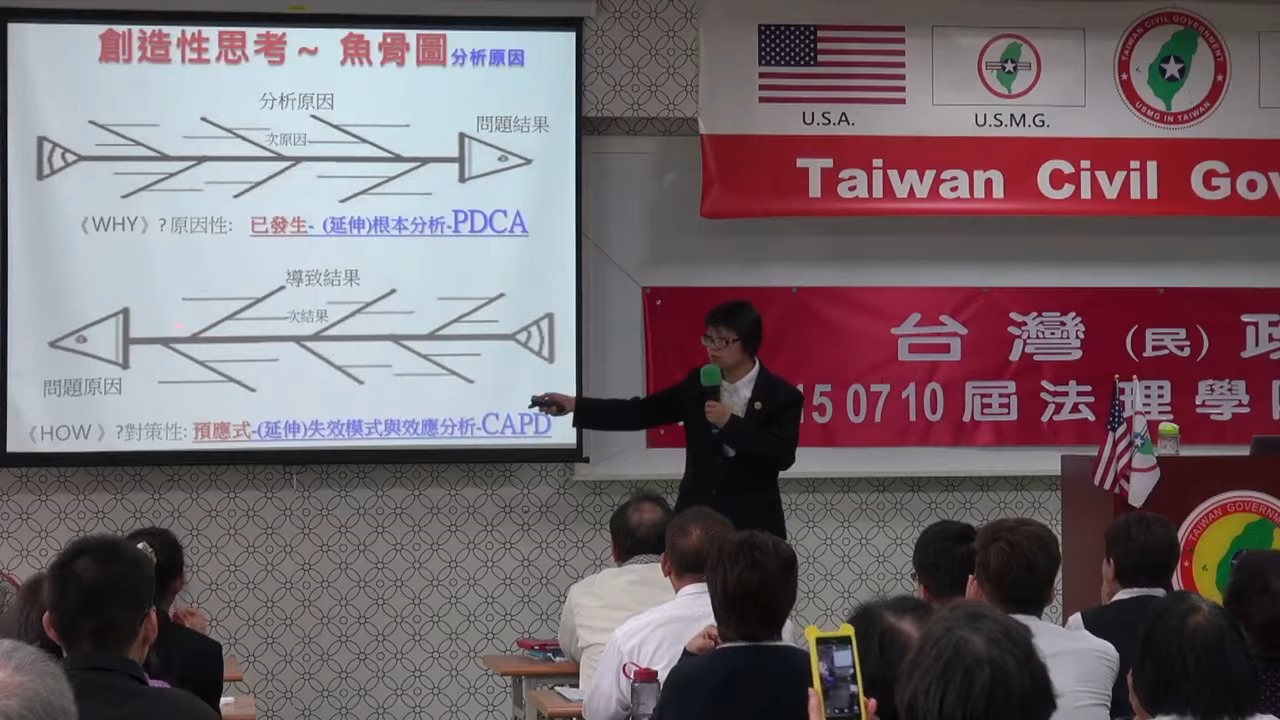 創造性思考～ 魚骨圖 分析原因
分析原因
問題結果
次原因
《WHY》?原因性: 已發生- (延伸)根本分析-PDCA
導致結果
次結果
問題原因
《HOW 》?對策性: 預應式-(延伸)失效模式與效應分析-CAPD
U.S.A.
U.S.M.G.
TAIWAN CIVIL GOVERNMENT
USMG IN TAIWAN
Taiwan Civil Gov
台灣（民）政
15 07 10 屆法理學
TAIWAN GOVERNM